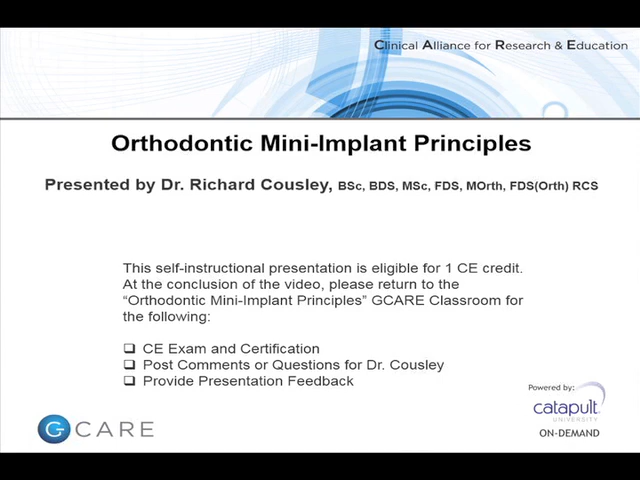 Clinical Alliance for Research & Education
Orthodontic Mini-Implant Principles
Presented by Dr. Richard Cousley, BSc, BDS, MSc, FDS, MOrth, FDS(Orth) RCS
This self-instructional presentation is eligible for 1 CE credit.
At the conclusion of the video, please return to the
“Orthodontic Mini-Implant Principles” GCARE Classroom for
the following:
❑ CE Exam and Certification
❑ Post Comments or Questions for Dr. Cousley
❑ Provide Presentation Feedback
Powered by:
catapult
UNIVERSITY
ON-DEMAND
G CARE